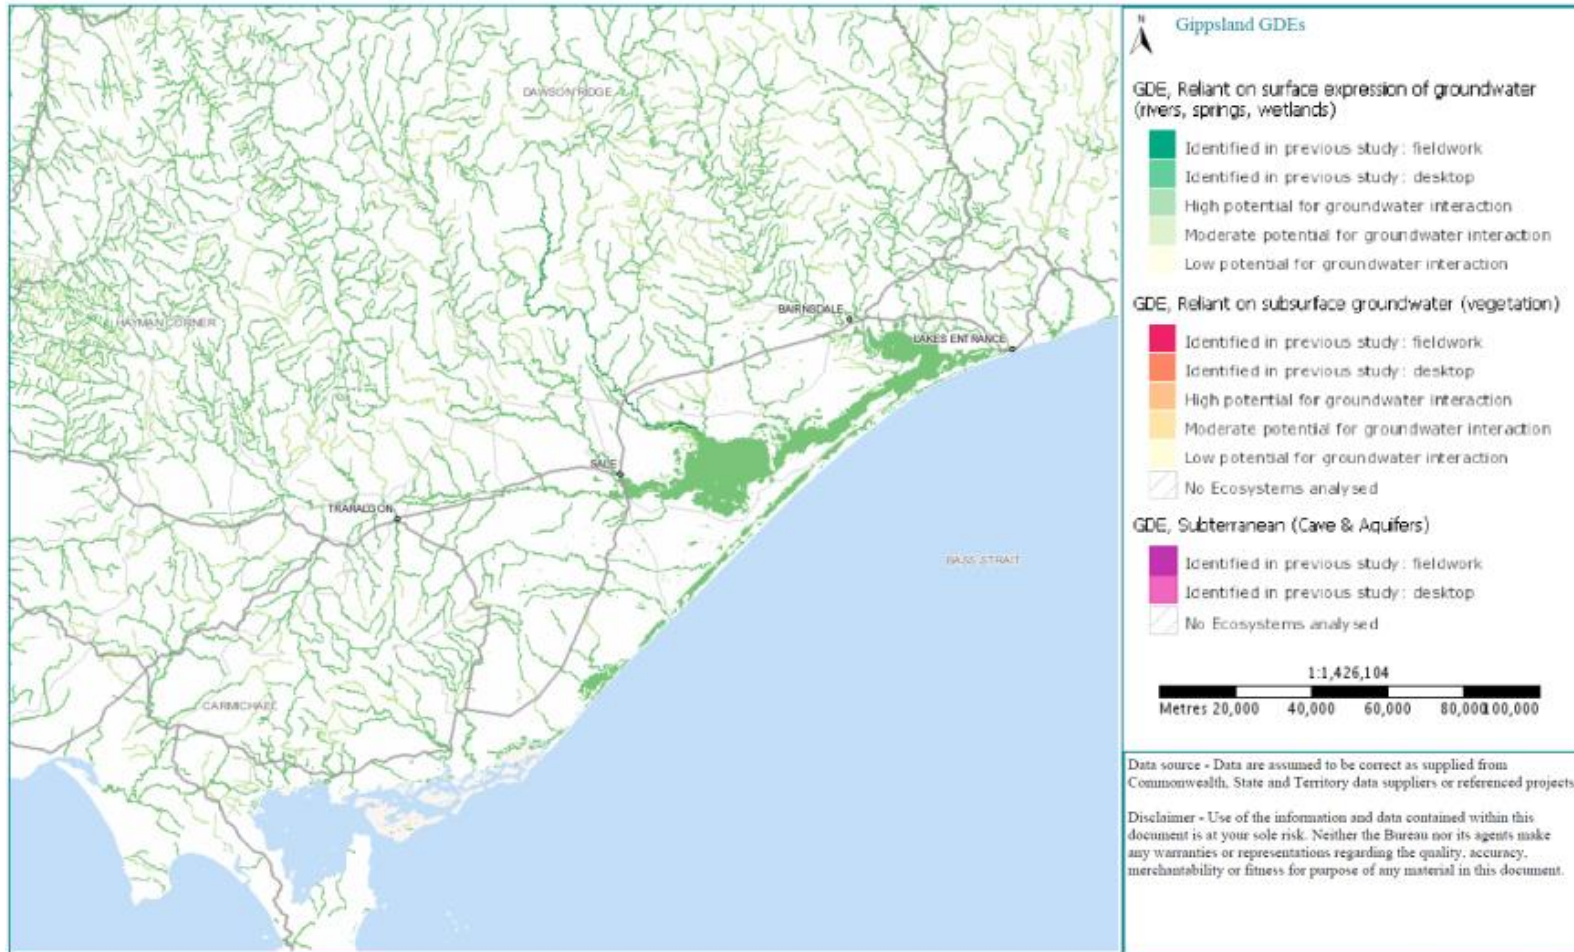 DAWSON RIDGE
HAYMAN CORNER
BAIRNSDALE
LAKES ENTRANCE
SALE
TRARALGON
BASS STRAIT
CARMICHAEL
N
Gippsland GDEs
GDE, Reliant on surface expression of groundwater
(rivers, springs, wetlands)
Identified in previous study: fieldwork
Identified in previous study: desktop
High potential for groundwater interaction
Moderate potential for groundwater interaction
Low potential for groundwater interaction
GDE, Reliant on subsurface groundwater (vegetation)
Identified in previous study: fieldwork
Identified in previous study: desktop
High potential for groundwater interaction
Moderate potential for groundwater interaction
Low potential for groundwater interaction
No Ecosystems analysed
GDE, Subterranean (Cave & Aquifers)
Identified in previous study: fieldwork
Identified in previous study: desktop
No Ecosystems analysed
1:1,426,104
Metres 20,000 40,000 60,000 80,000 100,000
Data source - Data are assumed to be correct as supplied from
Commonwealth, State and Territory data suppliers or referenced projects
Disclaimer - Use of the information and data contained within this
document is at your sole risk. Neither the Bureau nor its agents make
any warranties or representations regarding the quality, accuracy,
merchantability or fitness for purpose of any material in this document.